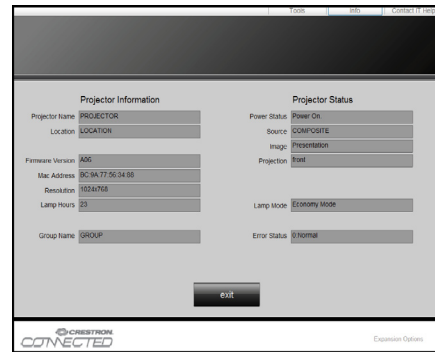 Tools Info Contact IT Help
Projector Information
Projector Name PROJECTOR
Location LOCATION
Firmware Version A06
Mac Address BC:9A:77:56:34:88
Resolution 1024x768
Lamp Hours 23
Group Name GROUP
Projector Status
Power Status Power On.
Source COMPOSITE
Image Presentation
Projection front
Lamp Mode Economy Mode
Error Status 0:Normal
exit
CRESTRON.
CONNECTED
Expansion Options